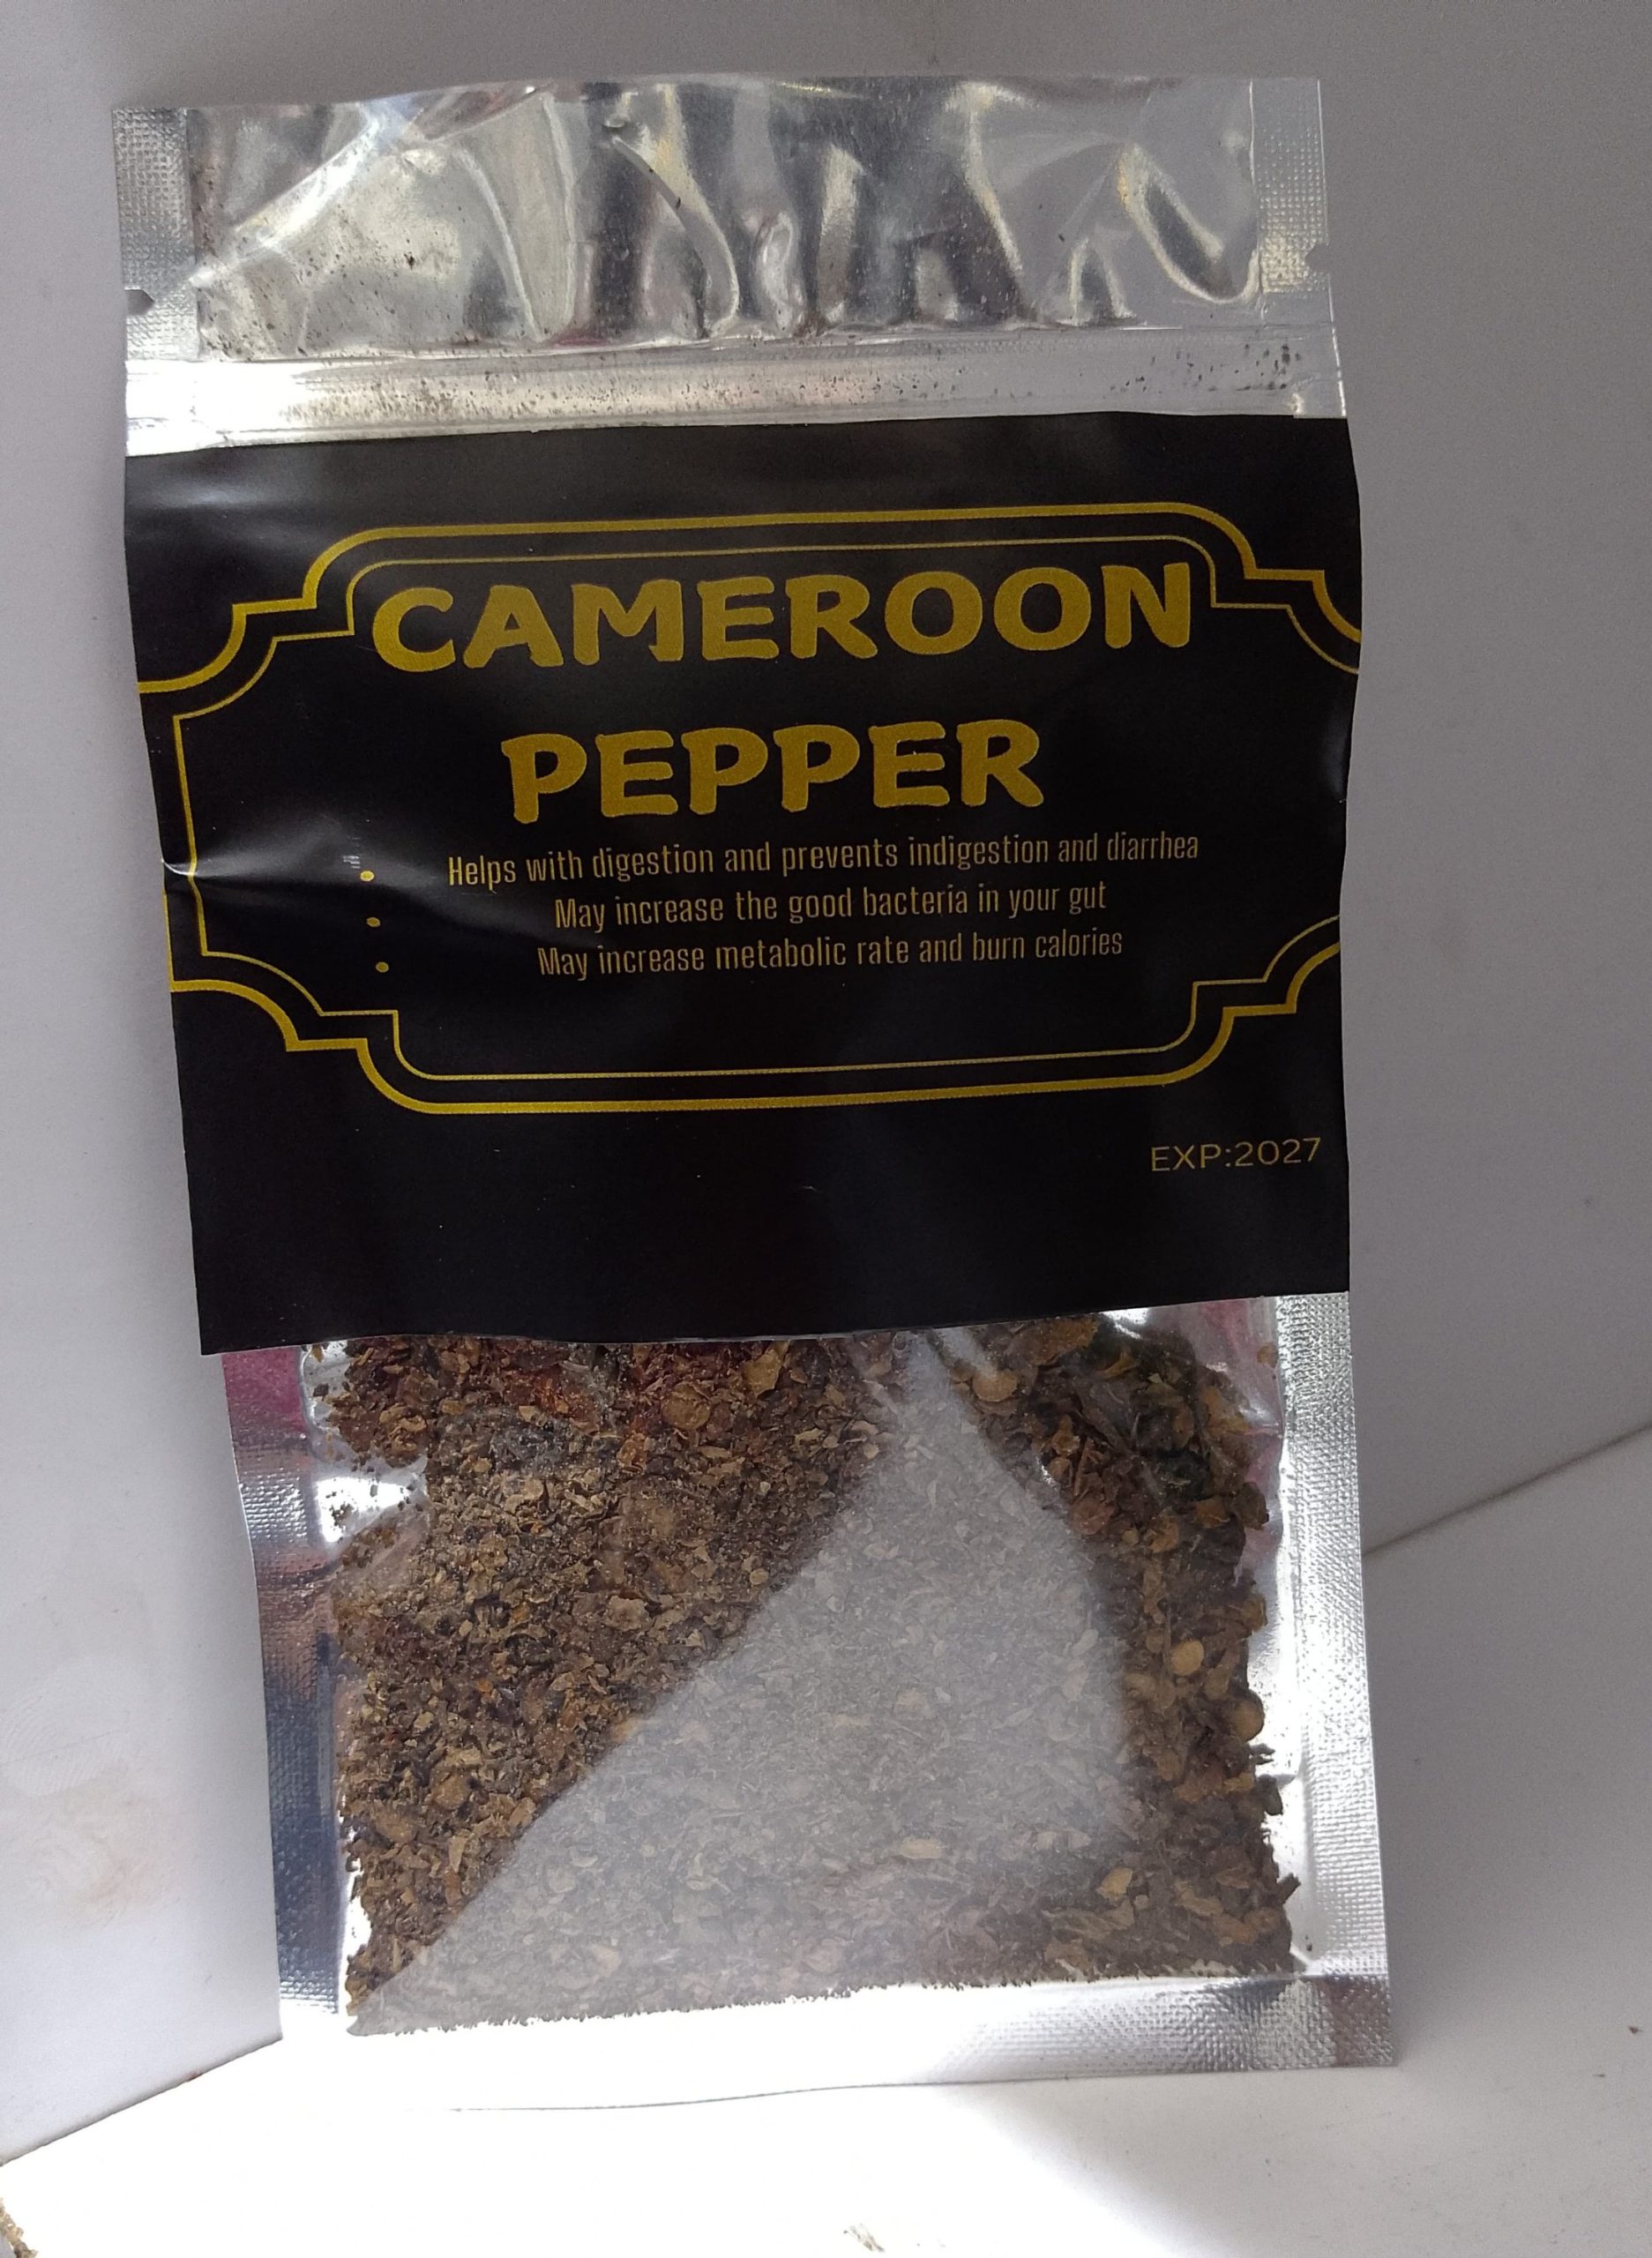 CAMEROON
PEPPER
• Helps with digestion and prevents indigestion and diarrhea
• May increase the good bacteria in your gut
• May increase metabolic rate and burn calories
EXP:2027